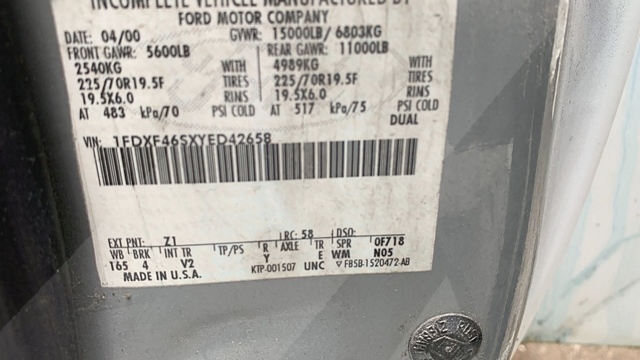 INCOMPLETE VEHICLE MANUFACTURED BY
FORD MOTOR COMPANY
DATE: 04/00 GVWR: 15000LB/ 6803KG
FRONT GAWR: 5600LB REAR GAWR: 11000LB
2540KG WITH 4989KG WITH
225/70R19.5F TIRES 225/70R19.5F TIRES
19.5X6.0 RIMS 19.5X6.0 RIMS
AT 483 kPa/70 PSI COLD AT 517 kPa/75 PSI COLD
DUAL
VIN: 1FDXF46SXYED42658
EXT PNT: Z1 RC: 58 DSO:
WB BRK INT TR TP/PS R AXLE TR SPR 0F718
165 4 V2 Y E WM N05
MADE IN U.S.A. KTP-001507 UNC F85B-1520472-AB